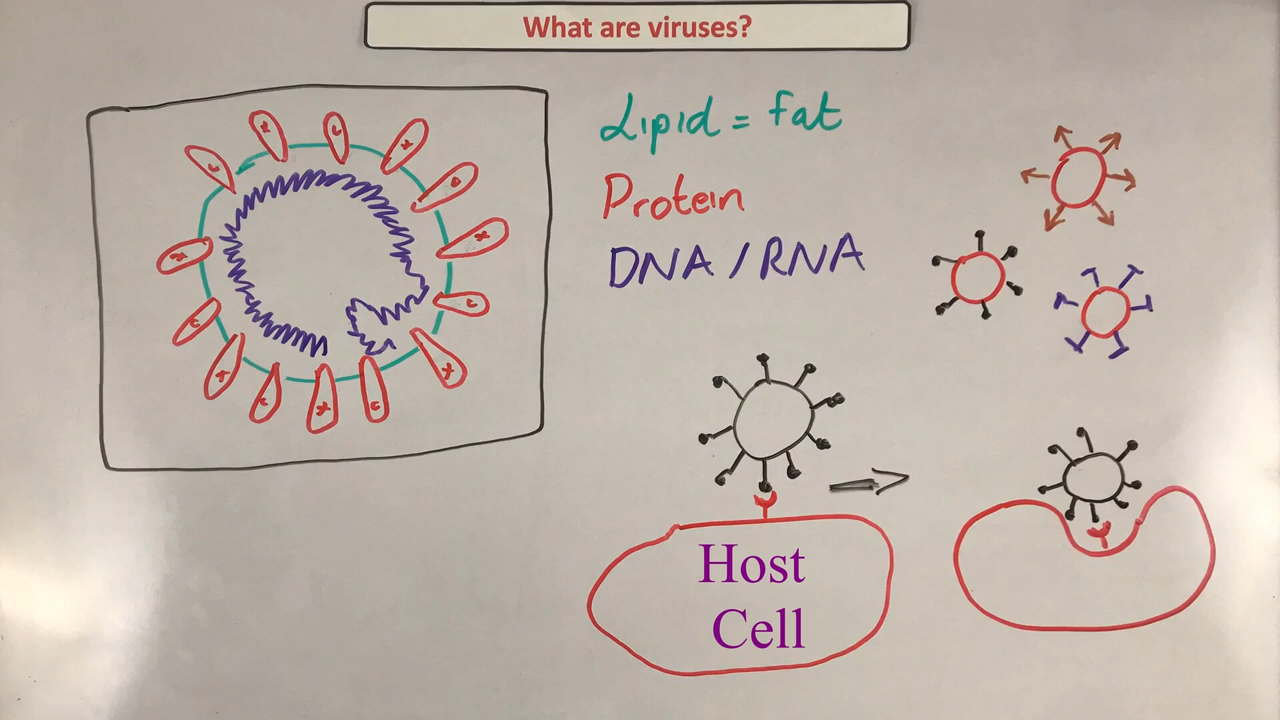 What are viruses?
Lipid = fat
Protein
DNA / RNA
Host
Cell